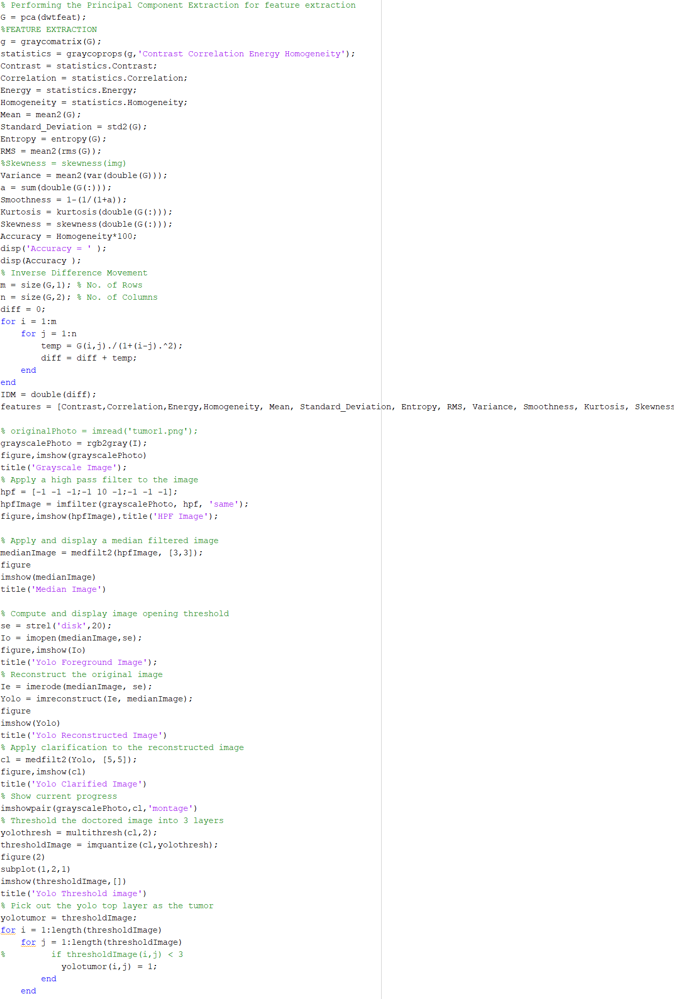 % Performing the Principal Component Extraction for feature extraction
G = pca(dwtfeat);
%FEATURE EXTRACTION
g = graycomatrix(G);
statistics = graycoprops(g,'Contrast Correlation Energy Homogeneity');
Contrast = statistics.Contrast;
Correlation = statistics.Correlation;
Energy = statistics.Energy;
Homogeneity = statistics.Homogeneity;
Mean = mean2(G);
Standard_Deviation = std2(G);
Entropy = entropy(G);
RMS = mean2(rms(G));
%Skewness = skewness(img)
Variance = mean2(var(double(G)));
a = sum(double(G(:)));
Smoothness = 1-(1/(1+a));
Kurtosis = kurtosis(double(G(:)));
Skewness = skewness(double(G(:)));
Accuracy = Homogeneity*100;
disp('Accuracy = ' );
disp(Accuracy );
% Inverse Difference Movement
m = size(G,1); % No. of Rows
n = size(G,2); % No. of Columns
diff = 0;
for i = 1:m
    for j = 1:n
        temp = G(i,j)./(1+(i-j).^2);
        diff = diff + temp;
    end
end
IDM = double(diff);
features = [Contrast,Correlation,Energy,Homogeneity, Mean, Standard_Deviation, Entropy, RMS, Variance, Smoothness, Kurtosis, Skewness
% originalPhoto = imread('tumor1.png');
grayscalePhoto = rgb2gray(I);
figure,imshow(grayscalePhoto)
title('Grayscale Image');
% Apply a high pass filter to the image
hpf = [-1 -1 -1;-1 10 -1;-1 -1 -1];
hpfImage = imfilter(grayscalePhoto, hpf, 'same');
figure,imshow(hpfImage),title('HPF Image');
% Apply and display a median filtered image
medianImage = medfilt2(hpfImage, [3,3]);
figure
imshow(medianImage)
title('Median Image')
% Compute and display image opening threshold
se = strel('disk',20);
Io = imopen(medianImage,se);
figure,imshow(Io)
title('Yolo Foreground Image');
% Reconstruct the original image
Ie = imerode(medianImage, se);
Yolo = imreconstruct(Ie, medianImage);
figure
imshow(Yolo)
title('Yolo Reconstructed Image')
% Apply clarification to the reconstructed image
cl = medfilt2(Yolo, [5,5]);
figure,imshow(cl)
title('Yolo Clarified Image')
% Show current progress
imshowpair(grayscalePhoto,cl,'montage')
% Threshold the doctored image into 3 layers
yolothresh = multithresh(cl,2);
thresholdImage = imquantize(cl,yolothresh);
figure(2)
subplot(1,2,1)
imshow(thresholdImage,[])
title('Yolo Threshold image')
% Pick out the yolo top layer as the tumor
yolotumor = thresholdImage;
for i = 1:length(thresholdImage)
    for j = 1:length(thresholdImage)
%         if thresholdImage(i,j) < 3
            yolotumor(i,j) = 1;
        end
    end